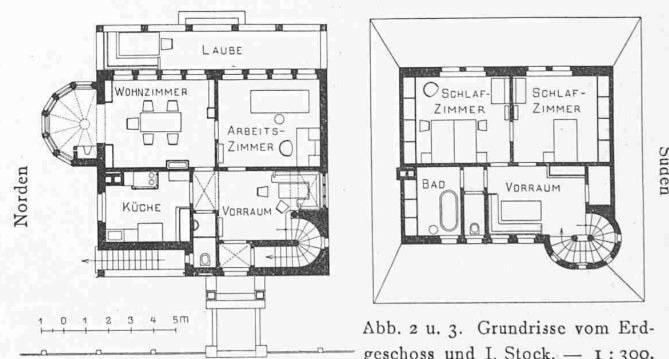 LAUBE
WOHNZIMMER
ARBEITS-
ZIMMER
KÜCHE
VORRAUM
SCHLAF-
ZIMMER
SCHLAF-
ZIMMER
BAD
VORRAUM
Norden
Süden
1 0 1 2 3 4 5m
Abb. 2 u. 3. Grundrisse vom Erd-
geschoss und I. Stock. — 1 : 300.